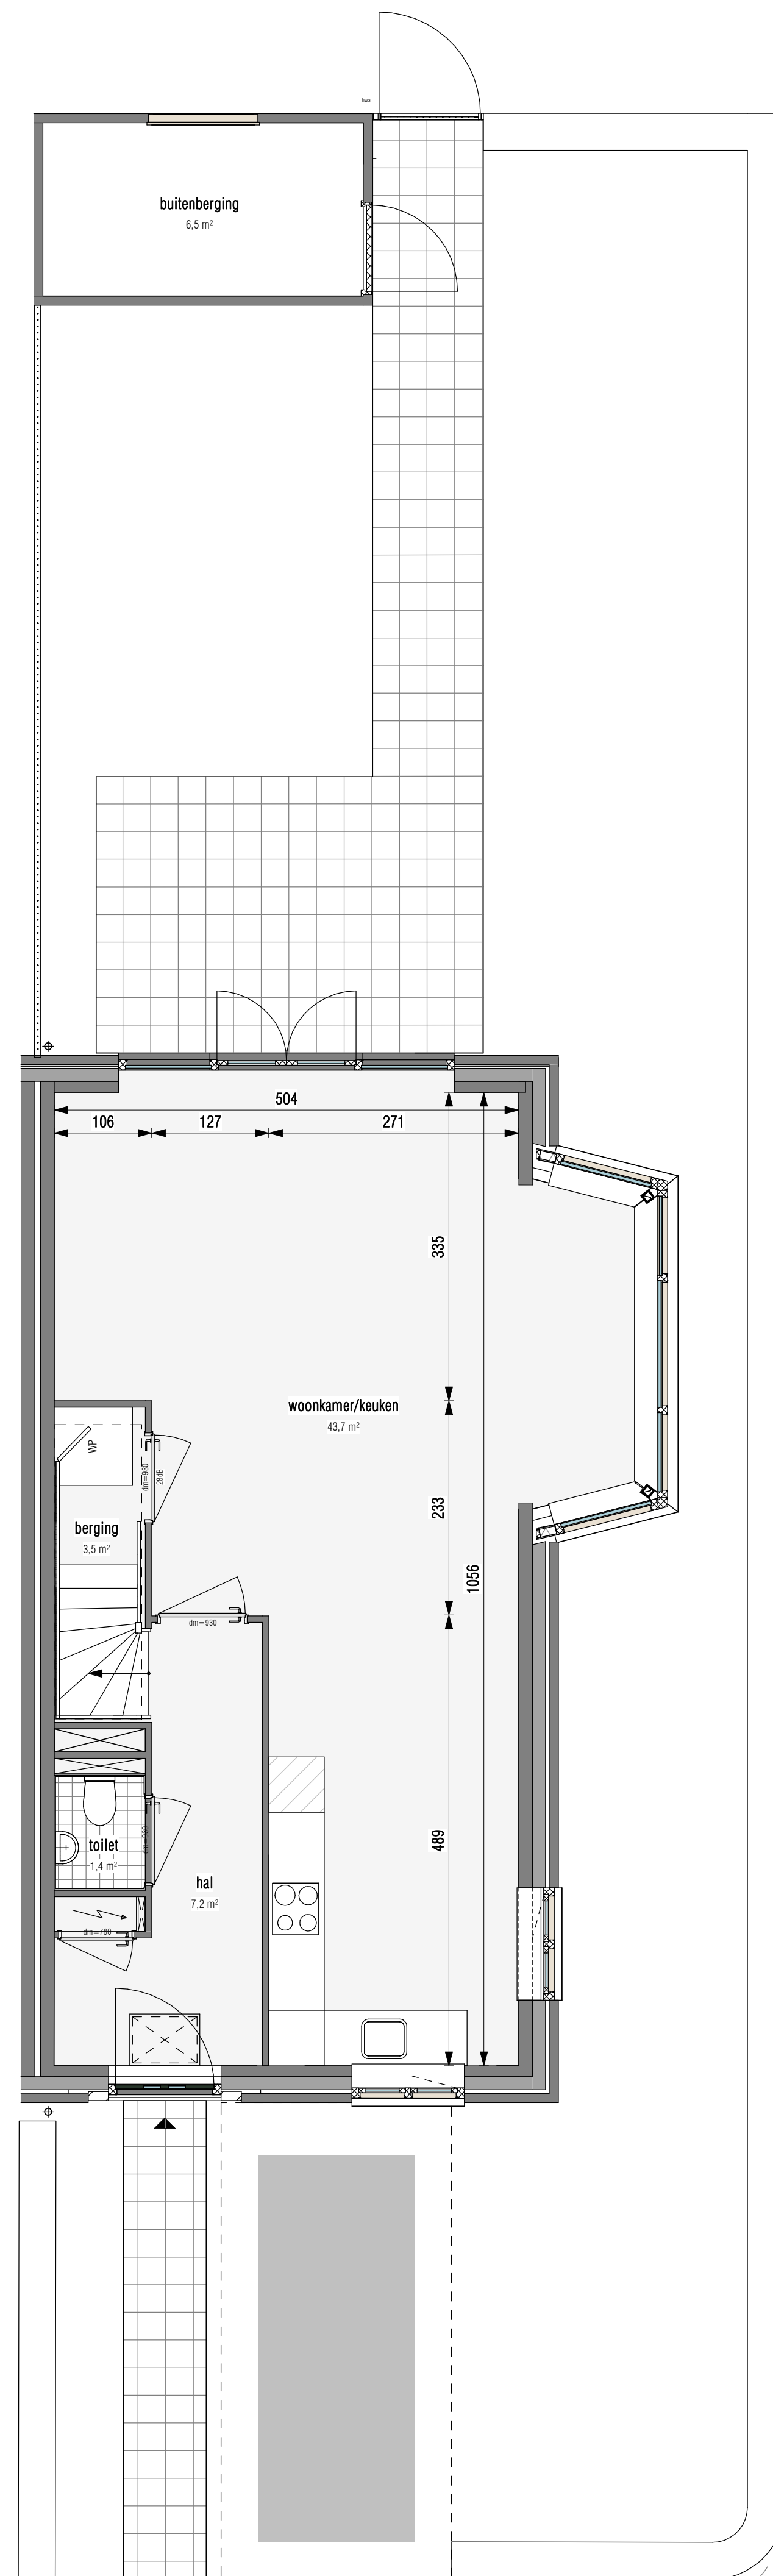 hwa
buitenberging
6,5 m²
504
106
127
271
335
woonkamer/keuken
43,7 m²
WP
dm=930
28dB
233
berging
3,5 m²
1056
dm=930
489
dm=930
toilet
1,4 m²
hal
7,2 m²
dm=780